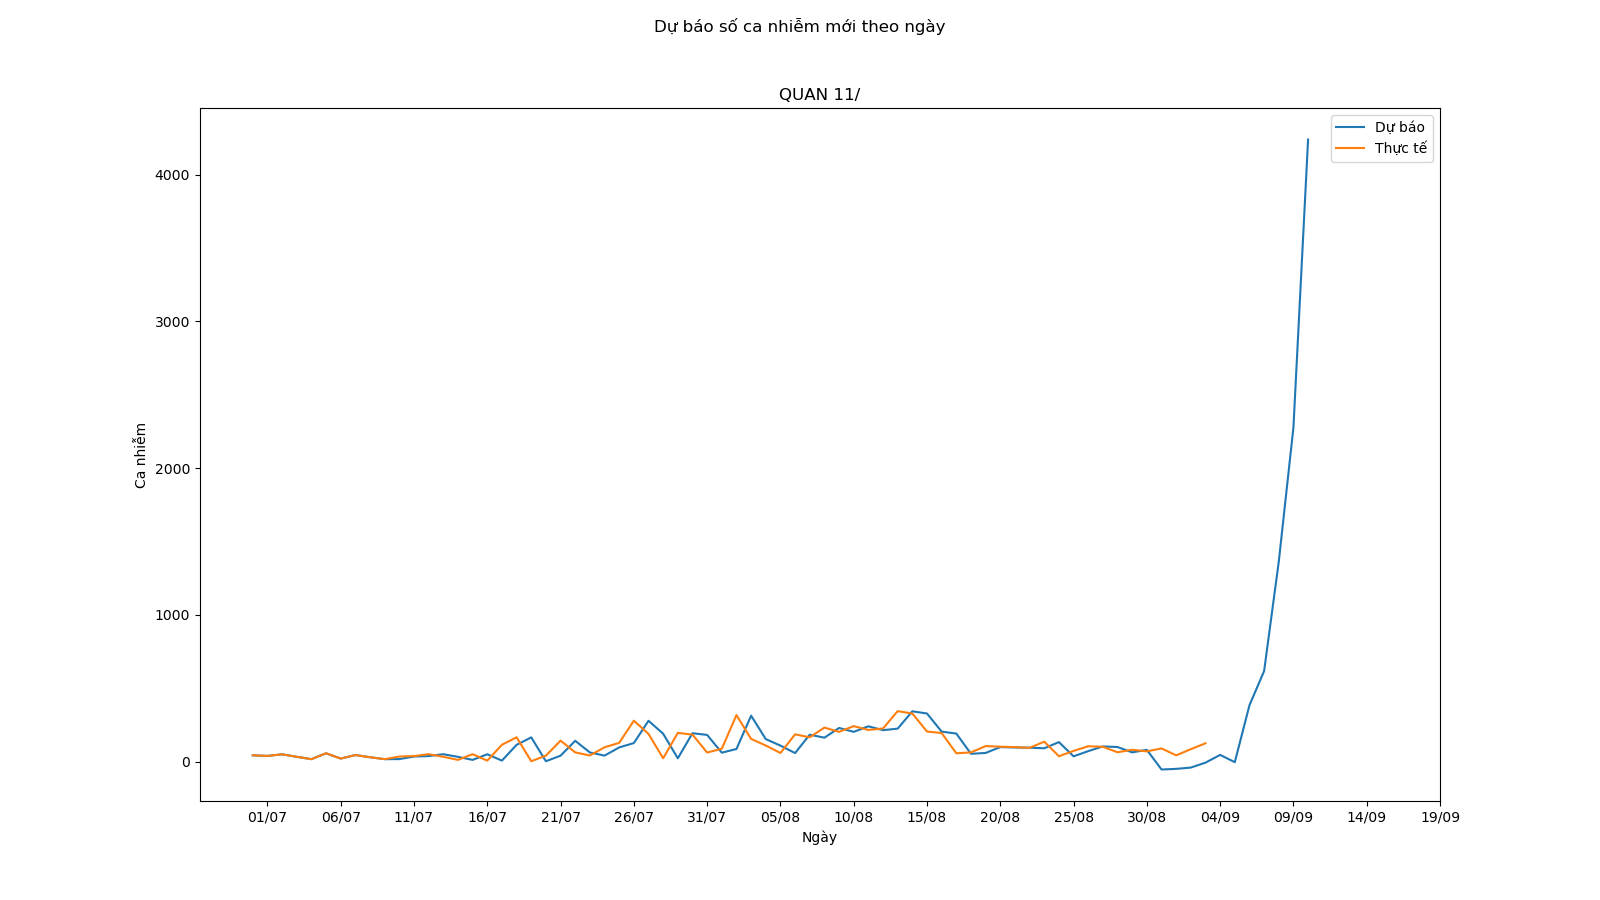 Dự báo số ca nhiễm mới theo ngày
QUAN 11/
Dự báo
Thực tế
4000
3000
2000
1000
0
Ca nhiễm
01/07 06/07 11/07 16/07 21/07 26/07 31/07 05/08 10/08 15/08 20/08 25/08 30/08 04/09 09/09 14/09 19/09
Ngày